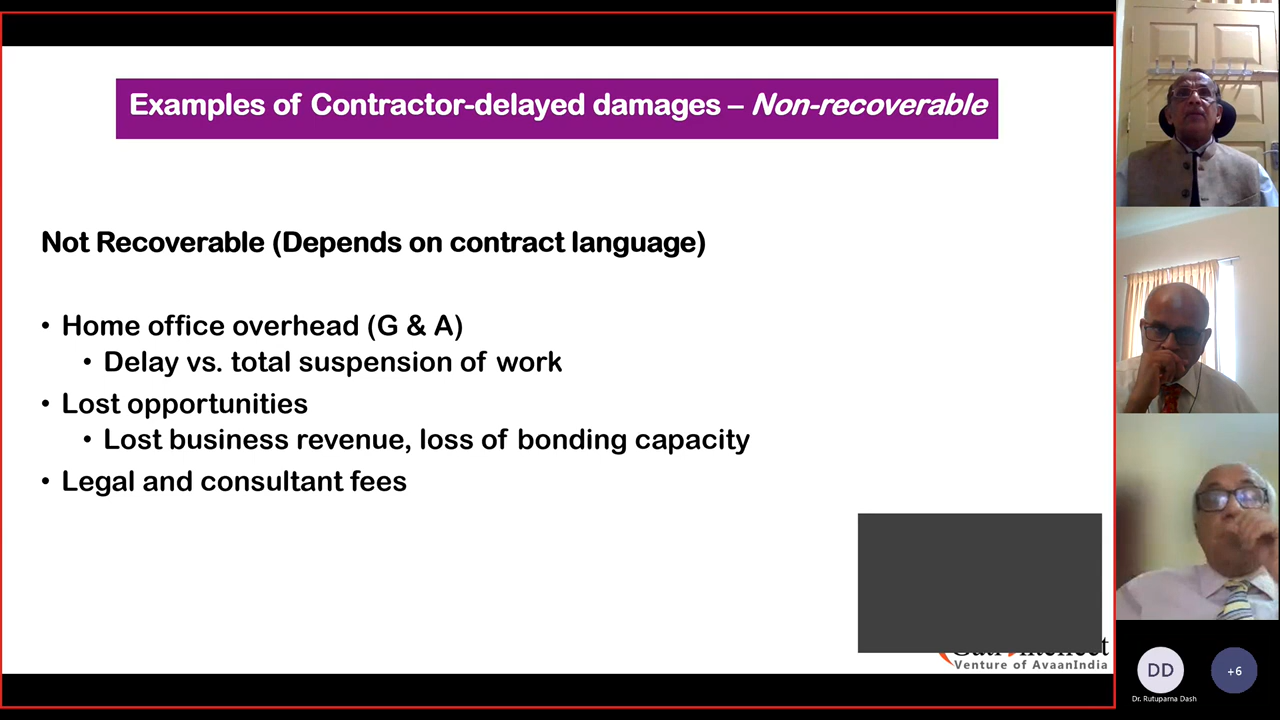 Examples of Contractor-delayed damages – Non-recoverable
Not Recoverable (Depends on contract language)
• Home office overhead (G & A)
• Delay vs. total suspension of work
• Lost opportunities
• Lost business revenue, loss of bonding capacity
• Legal and consultant fees
Venture of AvaanIndia
DD
+6
Dr. Rutuparna Dash